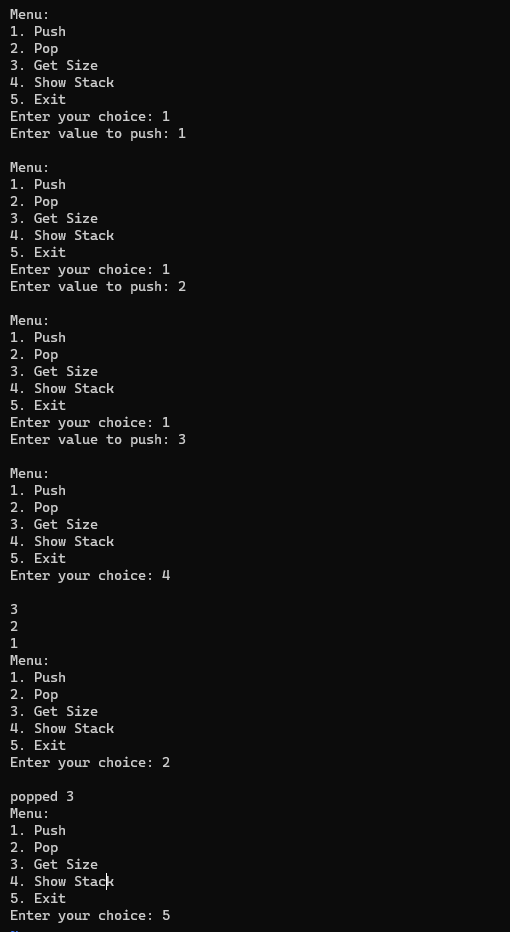 Menu:
1. Push
2. Pop
3. Get Size
4. Show Stack
5. Exit
Enter your choice: 1
Enter value to push: 1
Menu:
1. Push
2. Pop
3. Get Size
4. Show Stack
5. Exit
Enter your choice: 1
Enter value to push: 2
Menu:
1. Push
2. Pop
3. Get Size
4. Show Stack
5. Exit
Enter your choice: 1
Enter value to push: 3
Menu:
1. Push
2. Pop
3. Get Size
4. Show Stack
5. Exit
Enter your choice: 4
3
2
1
Menu:
1. Push
2. Pop
3. Get Size
4. Show Stack
5. Exit
Enter your choice: 2
popped 3
Menu:
1. Push
2. Pop
3. Get Size
4. Show Stack
5. Exit
Enter your choice: 5